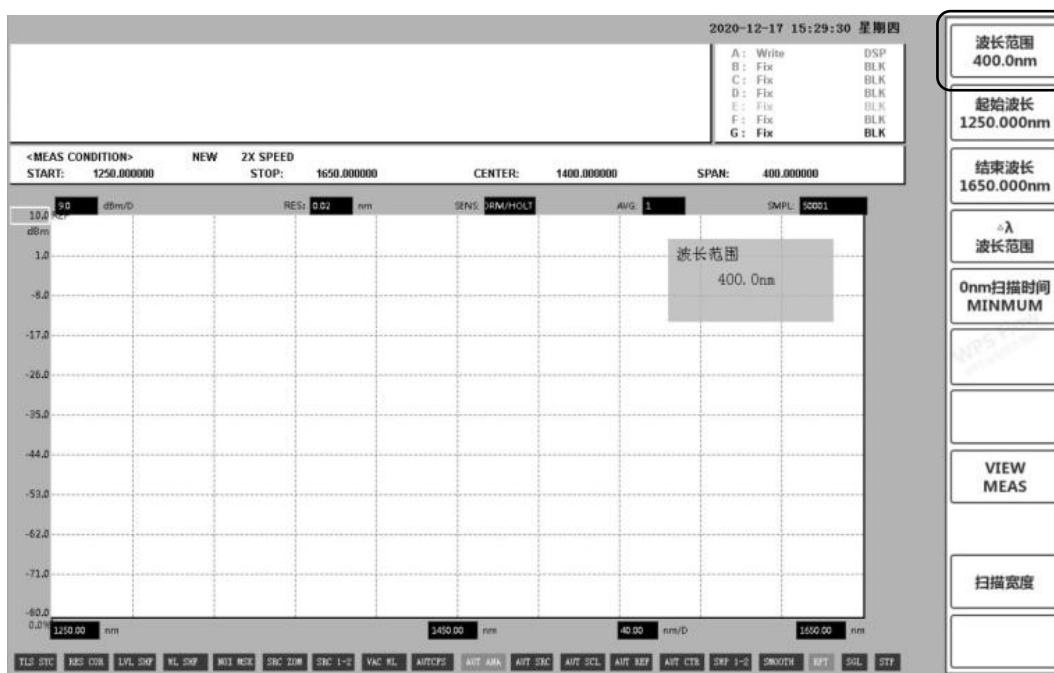 2020-12-17 15:29:30 星期四
A: Write DSP
B: Fix BLK
C: Fix BLK
D: Fix BLK
E: Fix BLK
F: Fix BLK
G: Fix BLK
<MEAS CONDITION> NEW 2X SPEED
START: 1250.000000 STOP: 1650.000000 CENTER: 1400.000000 SPAN: 400.000000
9.0 dBm/D RES: 0.02 nm SENS: DRM/HOLT AVG: 1 SMPL: 50001
10.0 REF
dBm
1.0
-8.0
-17.0
-26.0
-35.0
-44.0
-53.0
-62.0
-71.0
-80.0
0.0%
波长范围
400.0nm
1250.00 nm 1450.00 nm 40.00 nm/D 1650.00 nm
TLS SYC RES COR LVL SHF WL SHF NOI MSK SRC ZOM SRC 1-2 VAC WL AUTCFS AUT ANA AUT SRC AUT SCL AUT REF AUT CTR SWP 1-2 SMOOTH RPT SGL STP
波长范围
400.0nm
起始波长
1250.000nm
结束波长
1650.000nm
△λ
波长范围
0nm扫描时间
MINMUM
VIEW
MEAS
扫描宽度